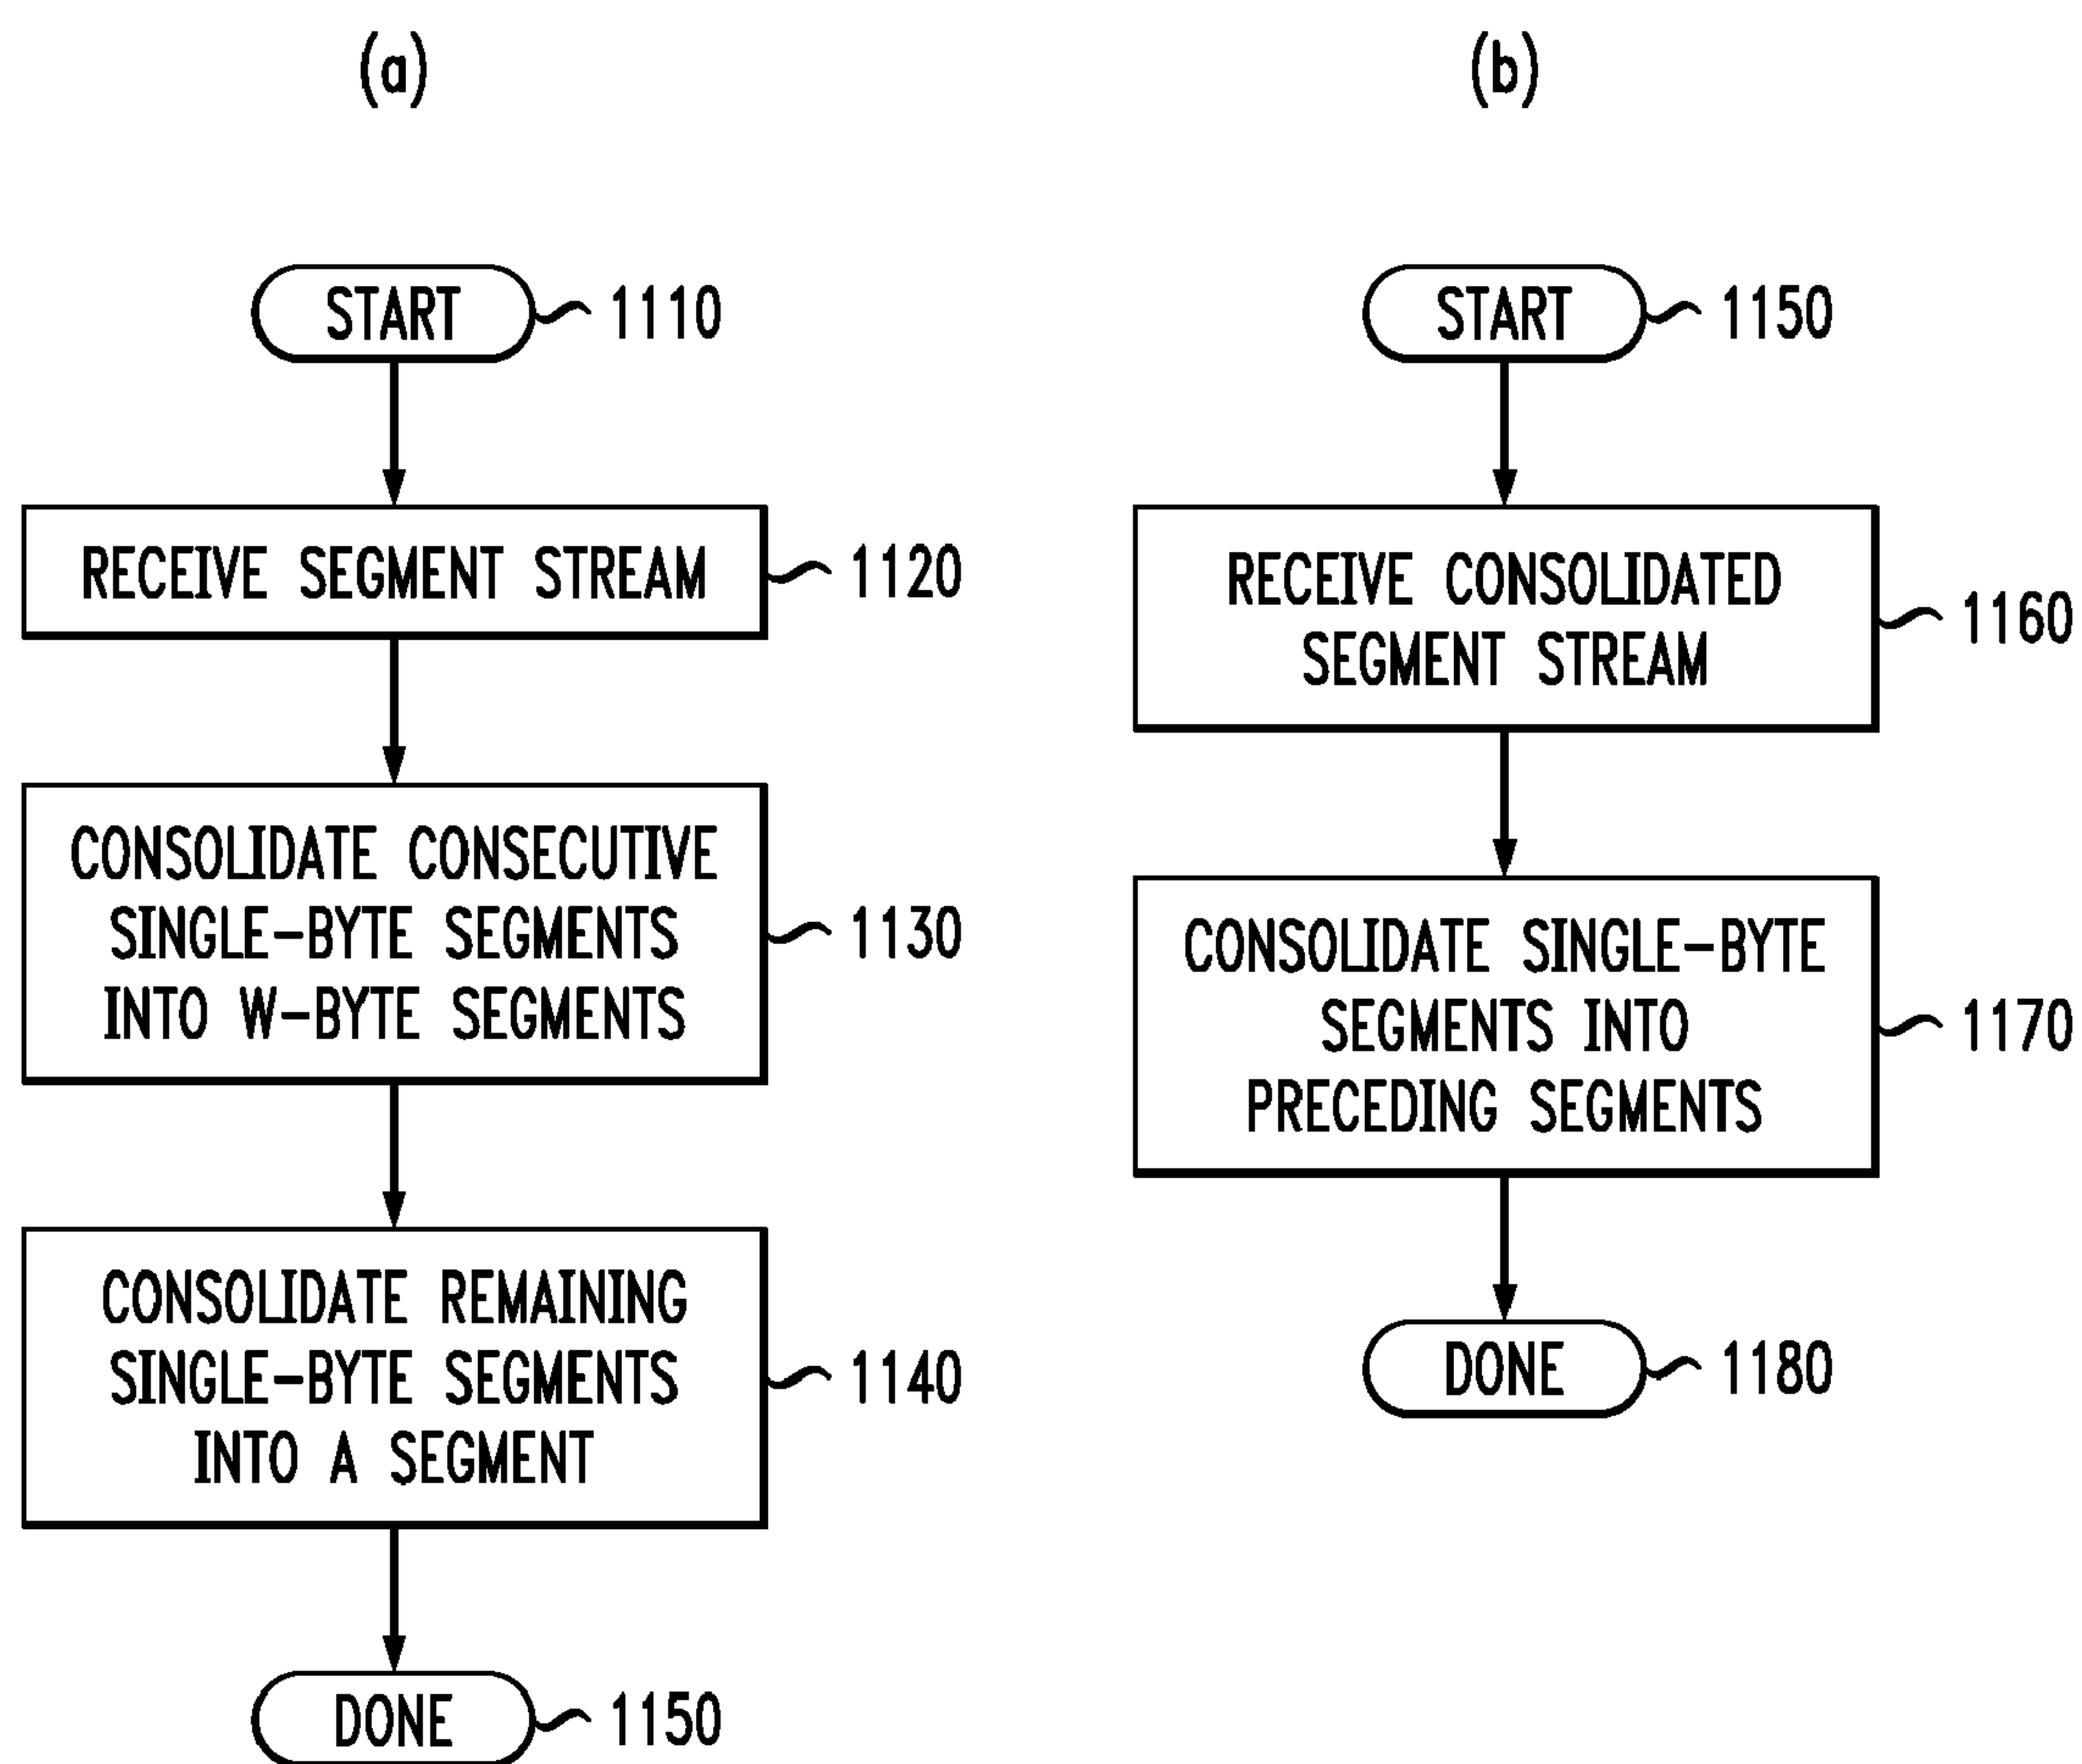 (a)
START
1110
RECEIVE SEGMENT STREAM
1120
CONSOLIDATE CONSECUTIVE
SINGLE-BYTE SEGMENTS
INTO W-BYTE SEGMENTS
1130
CONSOLIDATE REMAINING
SINGLE-BYTE SEGMENTS
INTO A SEGMENT
1140
DONE
1150
(b)
START
1150
RECEIVE CONSOLIDATED
SEGMENT STREAM
1160
CONSOLIDATE SINGLE-BYTE
SEGMENTS INTO
PRECEDING SEGMENTS
1170
DONE
1180